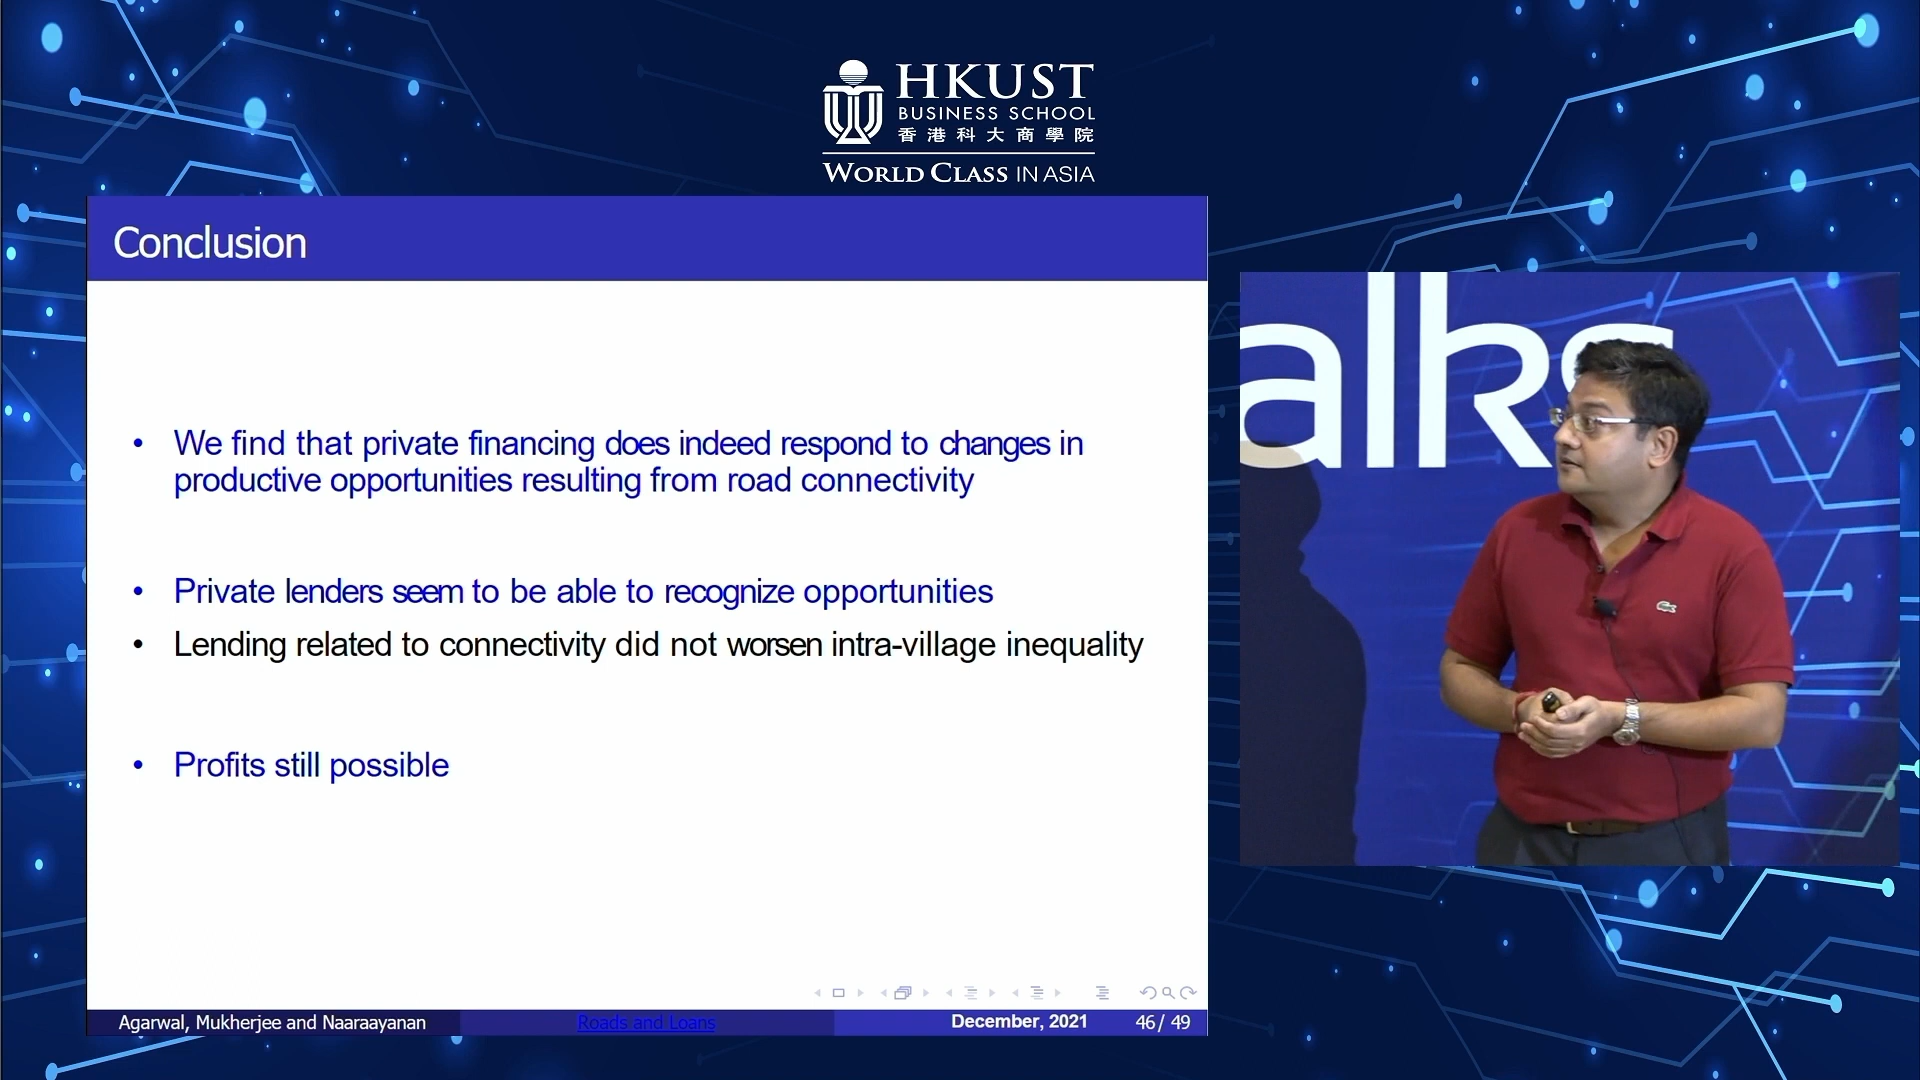 HKUST
BUSINESS SCHOOL
香港科大商學院
WORLD CLASS IN ASIA
Conclusion
• We find that private financing does indeed respond to changes in
productive opportunities resulting from road connectivity
• Private lenders seem to be able to recognize opportunities
• Lending related to connectivity did not worsen intra-village inequality
• Profits still possible
Agarwal, Mukherjee and Naaraayanan
Roads and Loans
December, 2021
46/ 49
alks